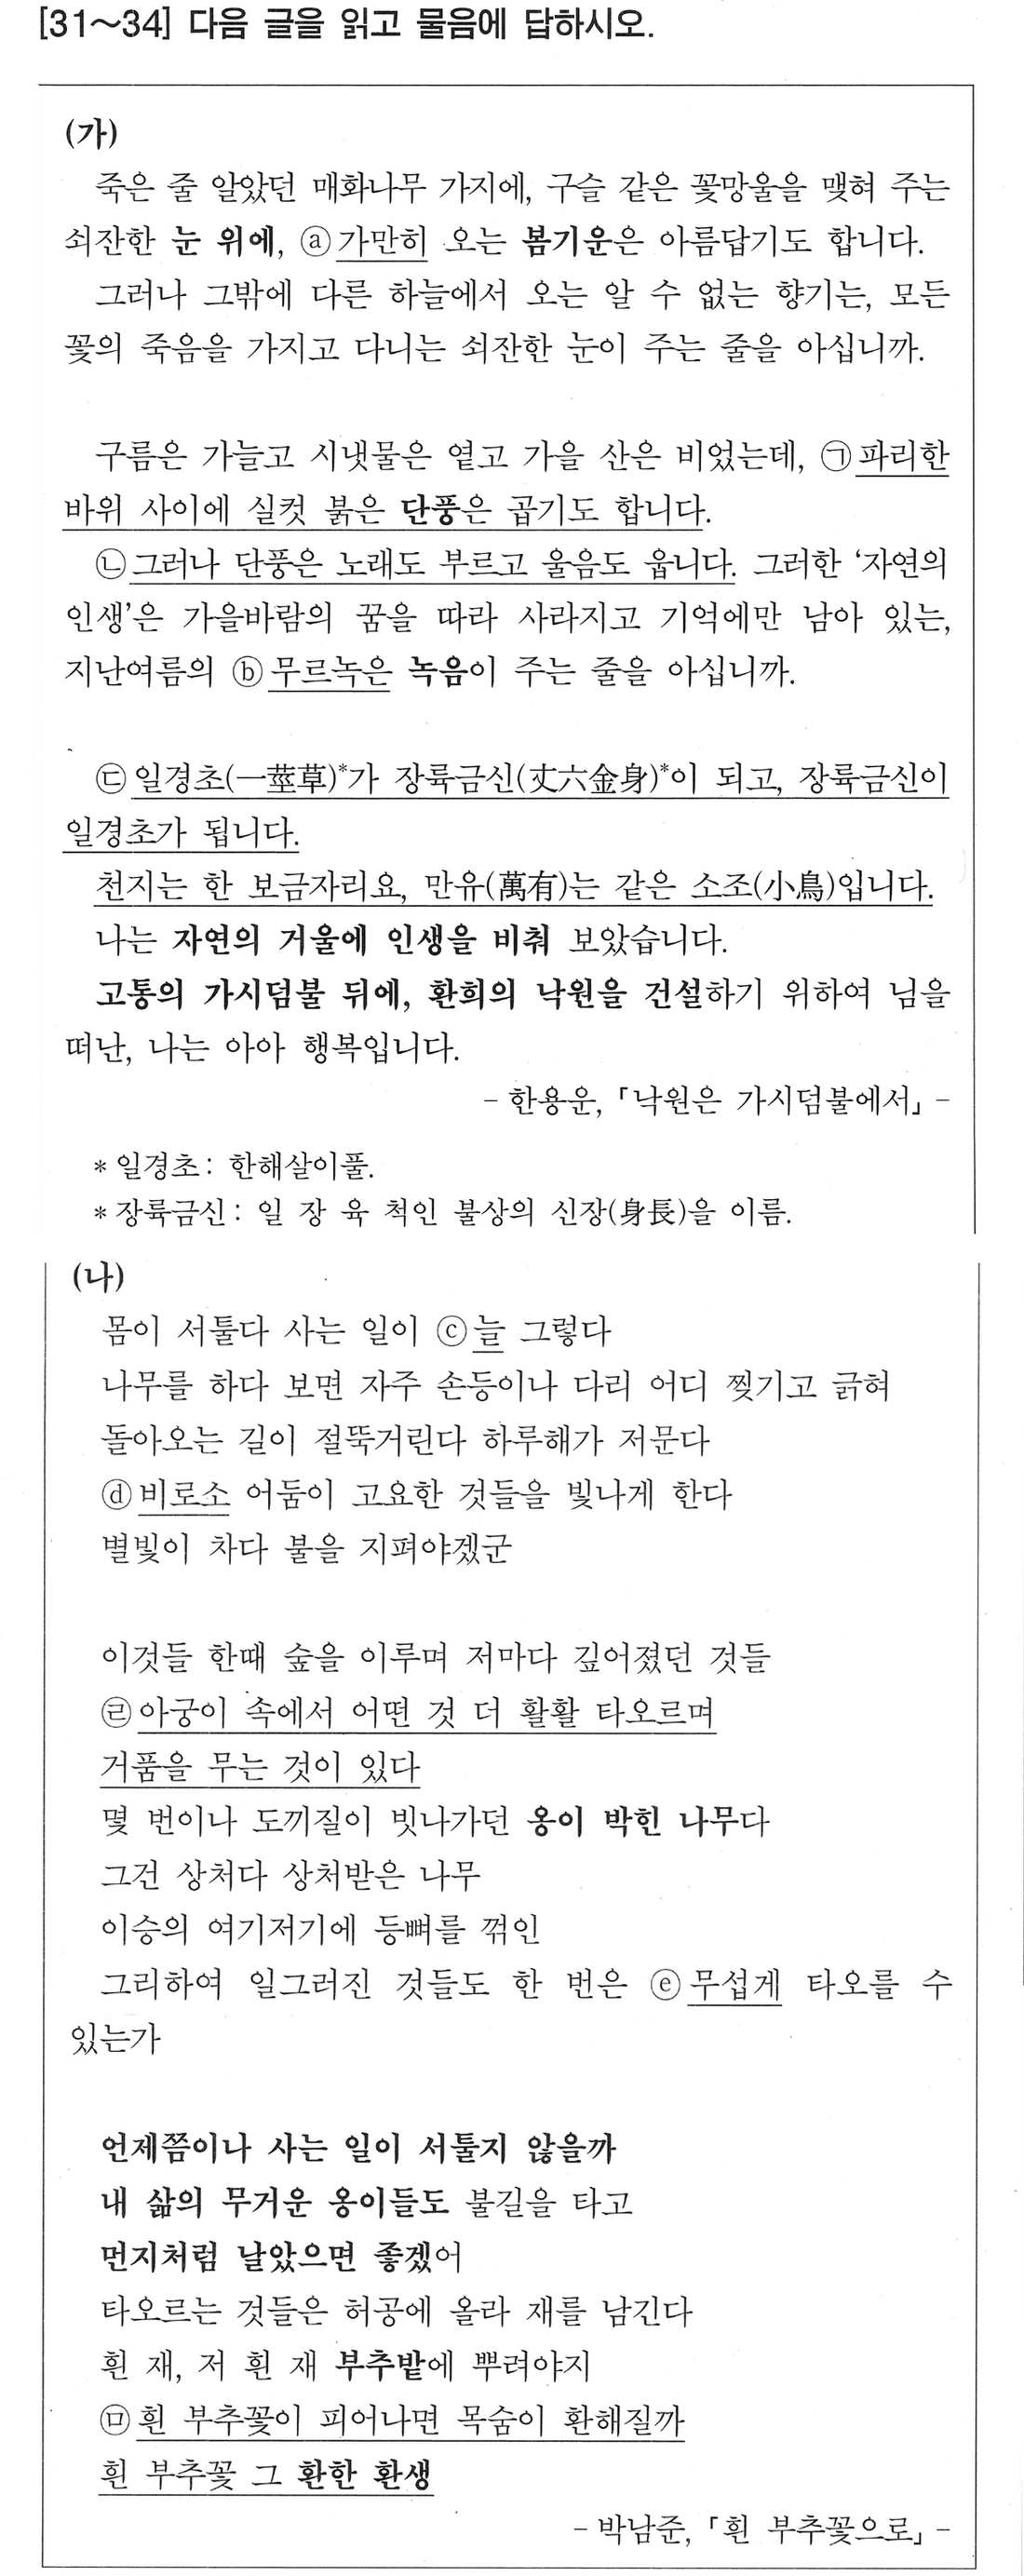 [31~34] 다음 글을 읽고 물음에 답하시오.
(가)
죽은 줄 알았던 매화나무 가지에, 구슬 같은 꽃망울을 맺혀 주는
쇠잔한 눈 위에, ⓐ가만히 오는 봄기운은 아름답기도 합니다.
그러나 그밖에 다른 하늘에서 오는 알 수 없는 향기는, 모든
꽃의 죽음을 가지고 다니는 쇠잔한 눈이 주는 줄을 아십니까.
구름은 가늘고 시냇물은 옅고 가을 산은 비었는데, ㉠파리한
바위 사이에 실컷 붉은 단풍은 곱기도 합니다.
㉡그러나 단풍은 노래도 부르고 울음도 웁니다. 그러한 ‘자연의
인생’은 가을바람의 꿈을 따라 사라지고 기억에만 남아 있는,
지난여름의 ⓑ무르녹은 녹음이 주는 줄을 아십니까.
㉢일경초(一莖草)*가 장륙금신(丈六金身)*이 되고, 장륙금신이
일경초가 됩니다.
천지는 한 보금자리요, 만유(萬有)는 같은 소조(小鳥)입니다.
나는 자연의 거울에 인생을 비춰 보았습니다.
고통의 가시덤불 뒤에, 환희의 낙원을 건설하기 위하여 님을
떠난, 나는 아아 행복입니다.
- 한용운, 「낙원은 가시덤불에서」 -
* 일경초: 한해살이풀.
* 장륙금신: 일 장 육 척인 불상의 신장(身長)을 이름.
(나)
몸이 서툴다 사는 일이 ⓒ늘 그렇다
나무를 하다 보면 자주 손등이나 다리 어디 찢기고 긁혀
돌아오는 길이 절뚝거린다 하루해가 저문다
ⓓ비로소 어둠이 고요한 것들을 빛나게 한다
별빛이 차다 불을 지펴야겠군
이것들 한때 숲을 이루며 저마다 깊어졌던 것들
㉣아궁이 속에서 어떤 것 더 활활 타오르며
거품을 무는 것이 있다
몇 번이나 도끼질이 빗나가던 옹이 박힌 나무다
그건 상처다 상처받은 나무
이승의 여기저기에 등뼈를 꺾인
그리하여 일그러진 것들도 한 번은 ⓔ무섭게 타오를 수
있는가
언제쯤이나 사는 일이 서툴지 않을까
내 삶의 무거운 옹이들도 불길을 타고
먼지처럼 날았으면 좋겠어
타오르는 것들은 허공에 올라 재를 남긴다
흰 재, 저 흰 재 부추밭에 뿌려야지
㉤흰 부추꽃이 피어나면 목숨이 환해질까
흰 부추꽃 그 환한 환생
- 박남준, 「흰 부추꽃으로」 -